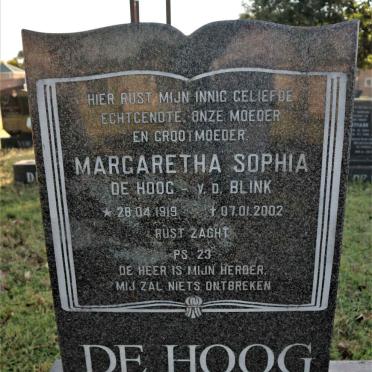 HIER RUST MIJN INNIG GELIEFDE
ECHTGENOTE, ONZE MOEDER
EN GROOTMOEDER
MARGARETHA SOPHIA
DE HOOG - v. d. BLINK
★ 28.04.1919 † 07.01.2002
RUST ZACHT
PS. 23
DE HEER IS MIJN HERDER,
MIJ ZAL NIETS ONTBREKEN
DE HOOG